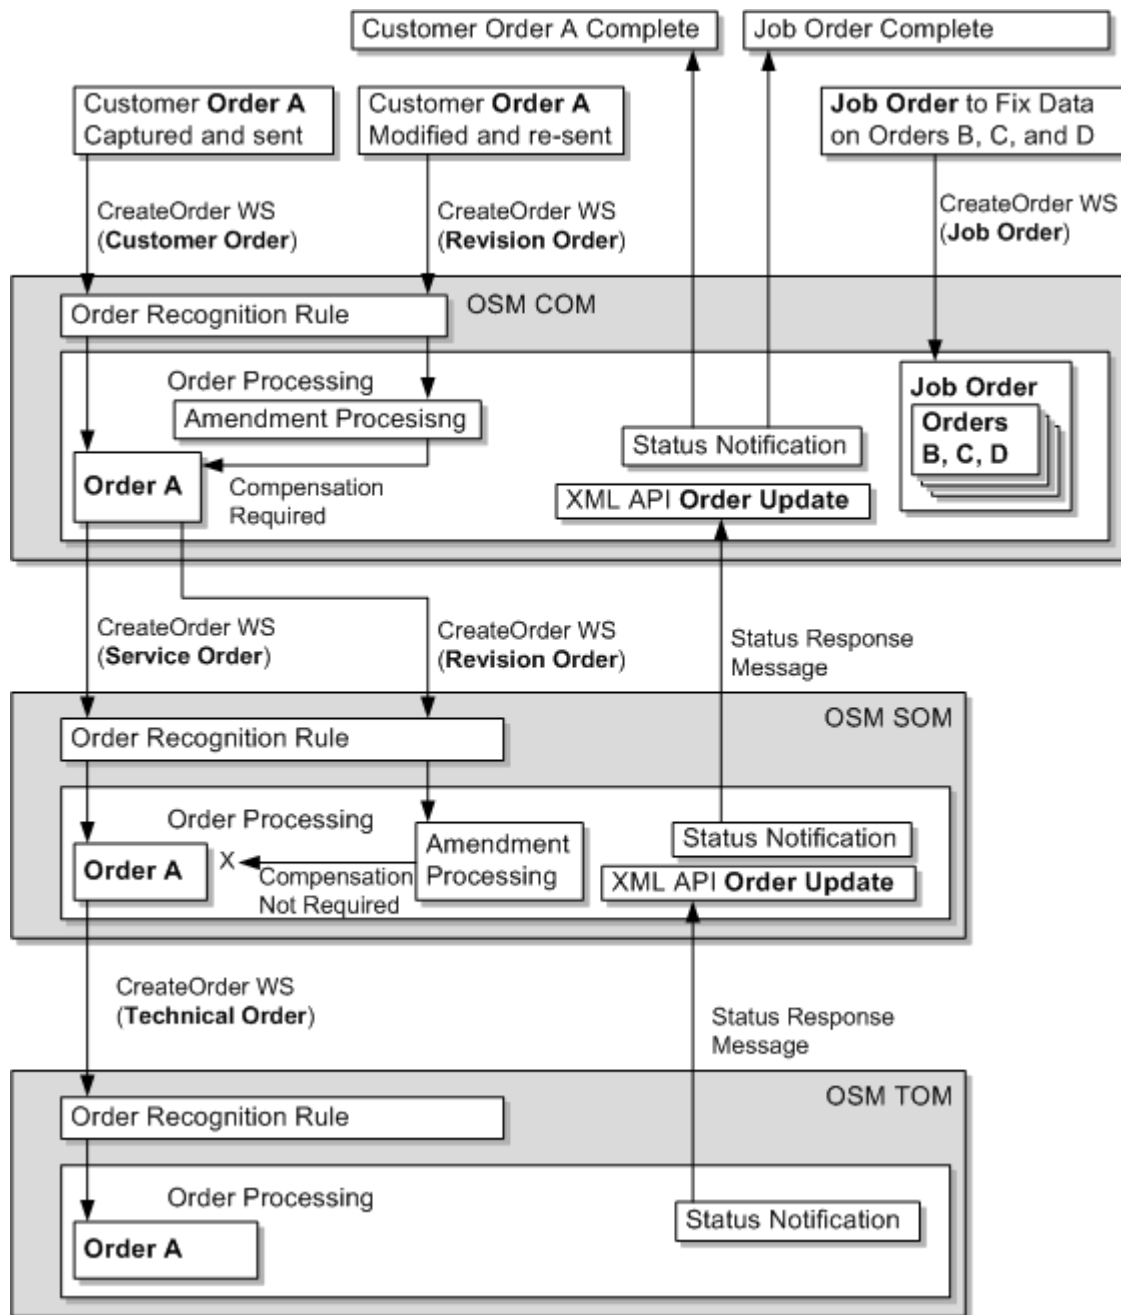 Customer Order A Complete
Job Order Complete
Customer Order A
Captured and sent
Customer Order A
Modified and re-sent
Job Order to Fix Data
on Orders B, C, and D
CreateOrder WS
(Customer Order)
CreateOrder WS
(Revision Order)
CreateOrder WS
(Job Order)
OSM COM
Order Recognition Rule
Order Processing
Amendment Procesisng
Order A
Compensation
Required
Status Notification
XML API Order Update
Job Order
Orders
B, C, D
CreateOrder WS
(Service Order)
CreateOrder WS
(Revision Order)
Status Response
Message
OSM SOM
Order Recognition Rule
Order Processing
Order A
X
Compensation
Not Required
Amendment
Processing
Status Notification
XML API Order Update
CreateOrder WS
(Technical Order)
Status Response
Message
OSM TOM
Order Recognition Rule
Order Processing
Order A
Status Notification